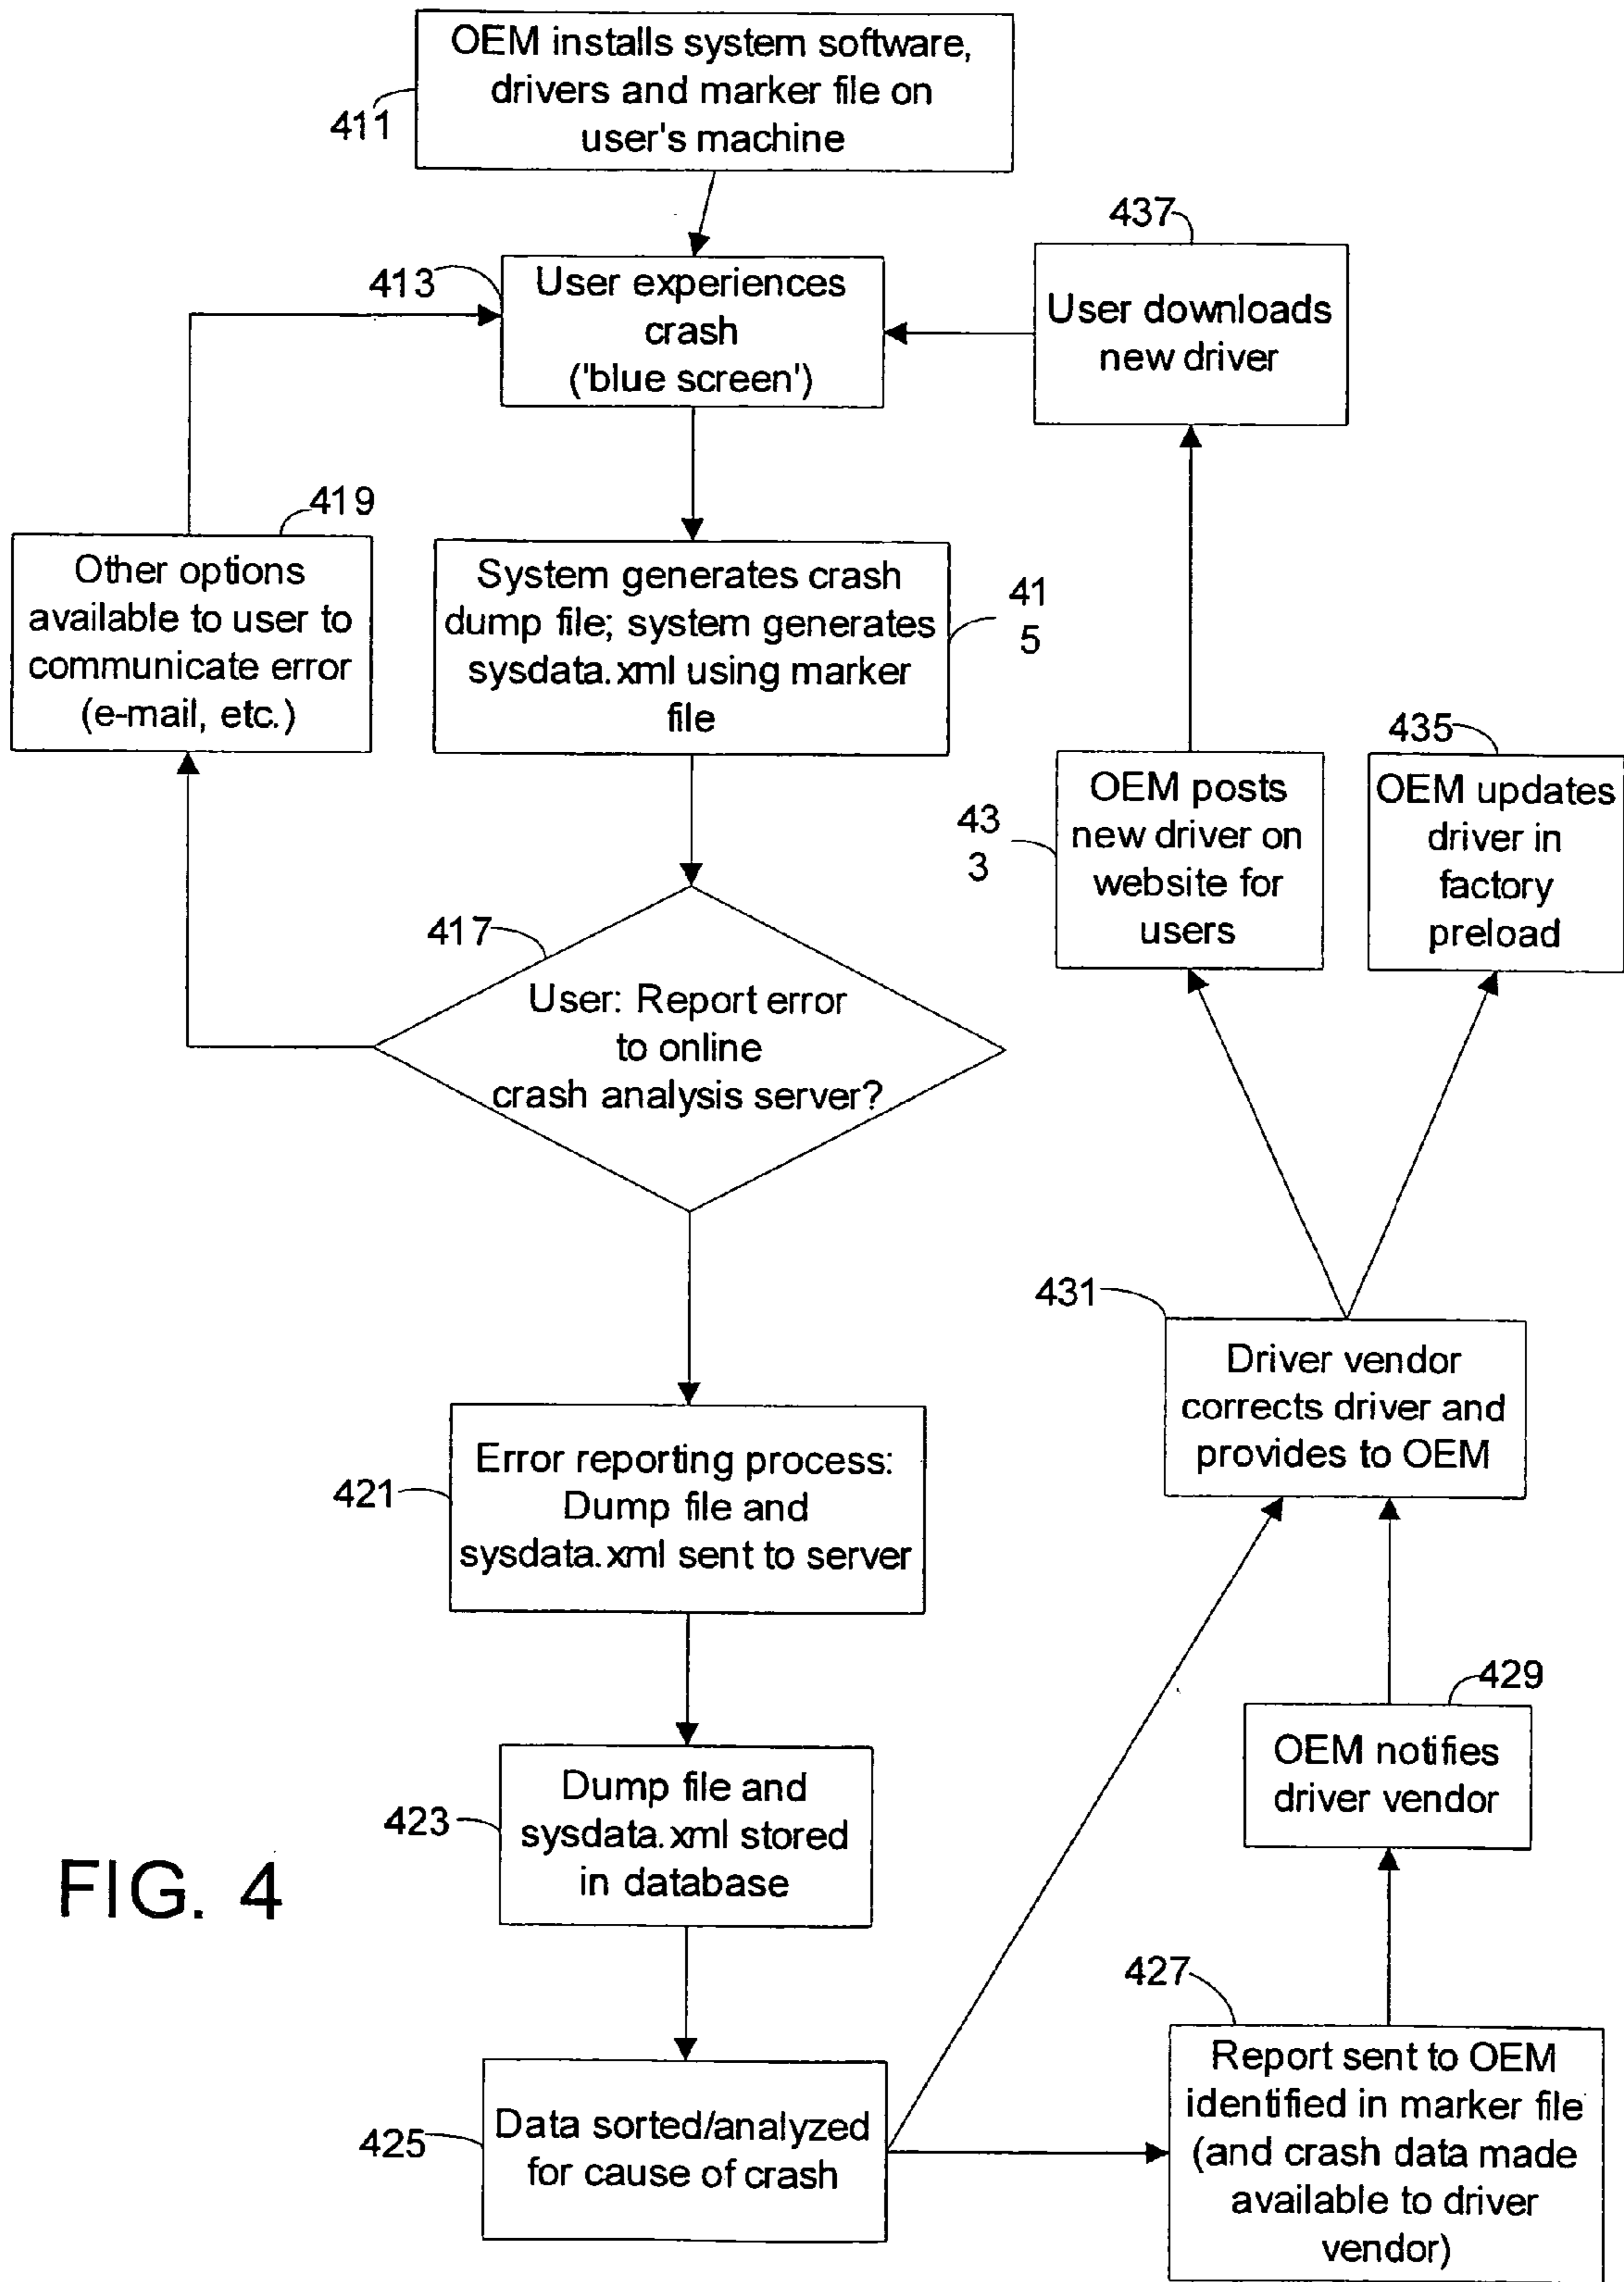 OEM installs system software,
drivers and marker file on
user's machine
411
437
413
User experiences
crash
('blue screen')
User downloads
new driver
419
Other options
available to user to
communicate error
(e-mail, etc.)
System generates crash
dump file; system generates
sysdata.xml using marker
file
41
5
435
43
3
OEM posts
new driver on
website for
users
OEM updates
driver in
factory
preload
417
User: Report error
to online
crash analysis server?
431
Driver vendor
corrects driver and
provides to OEM
421
Error reporting process:
Dump file and
sysdata.xml sent to server
429
OEM notifies
driver vendor
423
Dump file and
sysdata.xml stored
in database
FIG. 4
427
425
Data sorted/analyzed
for cause of crash
Report sent to OEM
identified in marker file
(and crash data made
available to driver
vendor)